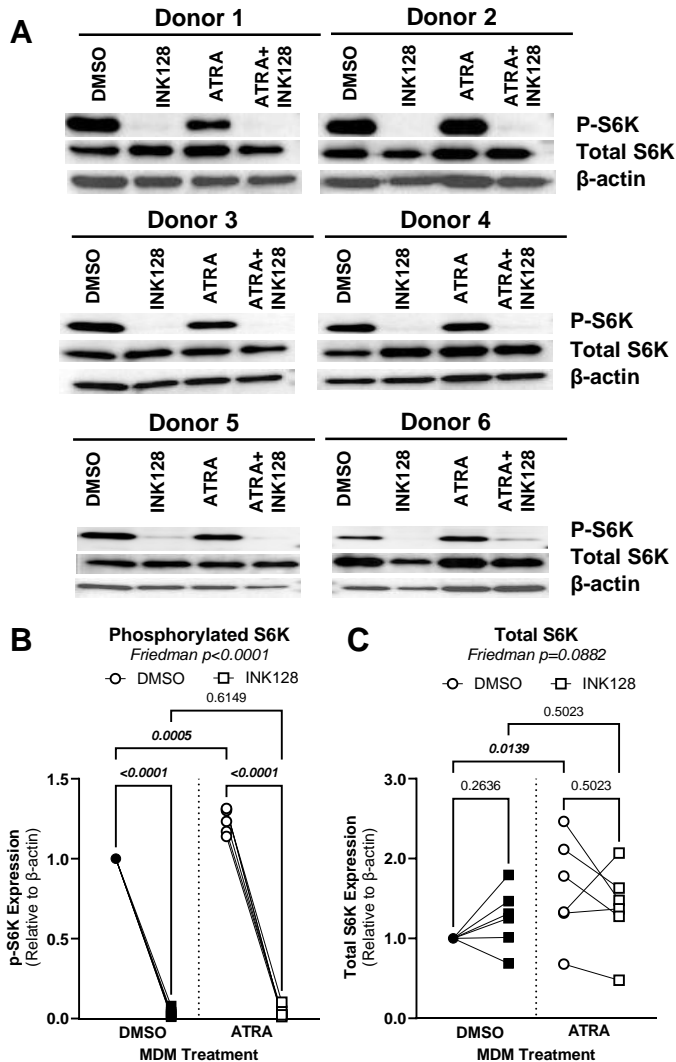 A
Donor 1
Donor 2
DMSO
INK128
ATRA
ATRA+
INK128
DMSO
INK128
ATRA
ATRA+
INK128
P-S6K
Total S6K
β-actin
Donor 3
Donor 4
DMSO
INK128
ATRA
ATRA+
INK128
DMSO
INK128
ATRA
ATRA+
INK128
P-S6K
Total S6K
β-actin
Donor 5
Donor 6
DMSO
INK128
ATRA
ATRA+
INK128
DMSO
INK128
ATRA
ATRA+
INK128
P-S6K
Total S6K
β-actin
B
Phosphorylated S6K
Friedman p<0.0001
DMSO
INK128
0.6149
0.0005
<0.0001
<0.0001
1.5
1.0
0.5
0.0
p-S6K Expression
(Relative to β-actin)
DMSO
ATRA
MDM Treatment
C
Total S6K
Friedman p=0.0882
DMSO
INK128
0.5023
0.0139
0.2636
0.5023
3.0
2.0
1.0
0.0
Total S6K Expression
(Relative to β-actin)
DMSO
ATRA
MDM Treatment